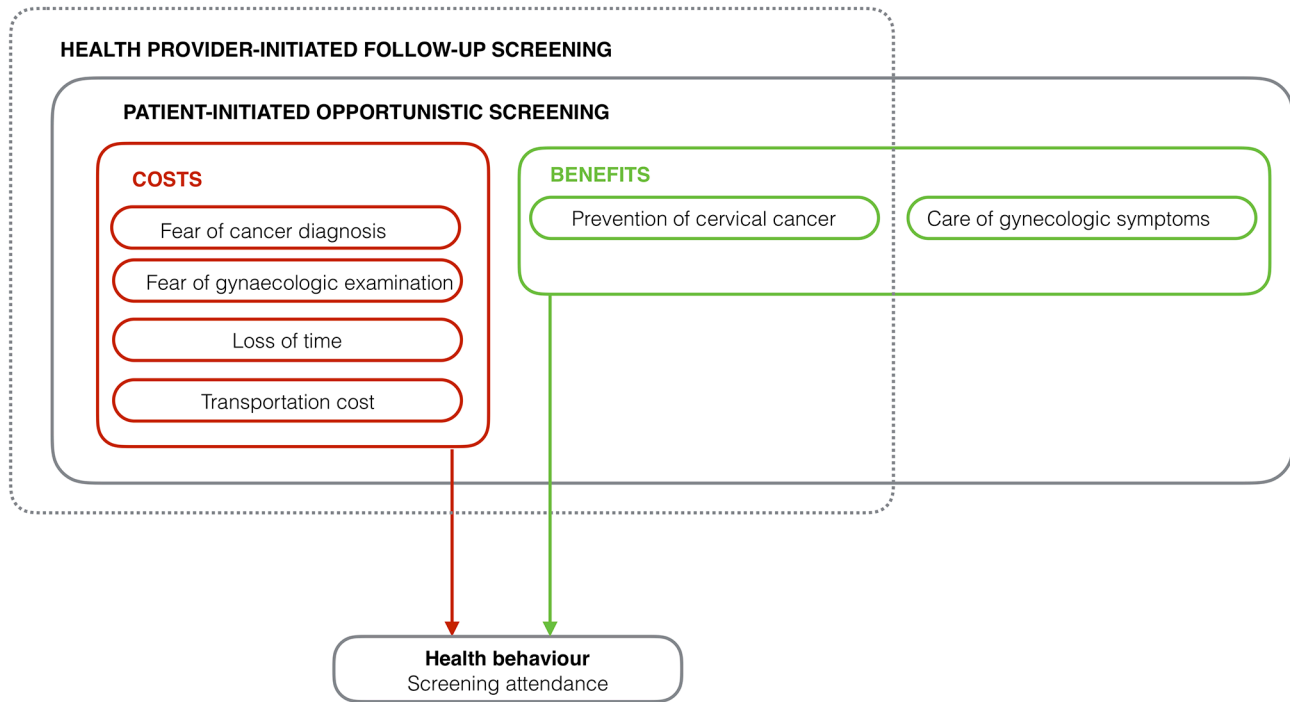 HEALTH PROVIDER-INITIATED FOLLOW-UP SCREENING
PATIENT-INITIATED OPPORTUNISTIC SCREENING
COSTS
Fear of cancer diagnosis
Fear of gynaecologic examination
Loss of time
Transportation cost
BENEFITS
Prevention of cervical cancer
Care of gynecologic symptoms
Health behaviour
Screening attendance